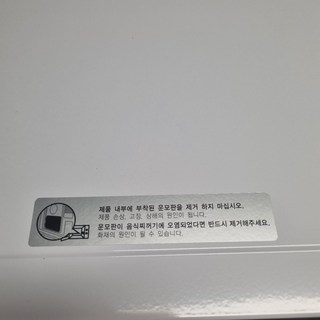 제품 내부에 부착된 운모판을 제거 하지 마십시오.
제품 손상, 고장, 상해의 원인이 됩니다.
운모판이 음식찌꺼기에 오염되었다면 반드시 제거해주세요.
화재의 원인이 될 수 있습니다.